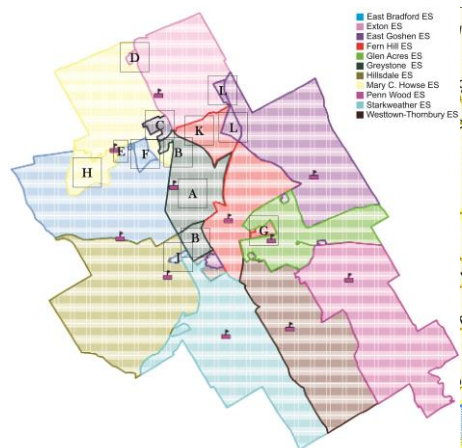 East Bradford ES
Exton ES
East Goshen ES
Fern Hill ES
Glen Acres ES
Greystone ES
Hillsdale ES
Mary C. Howse ES
Penn Wood ES
Starkweather ES
Westtown-Thornbury ES
D
L
C
K
L
E
F
B
H
A
B
G
J